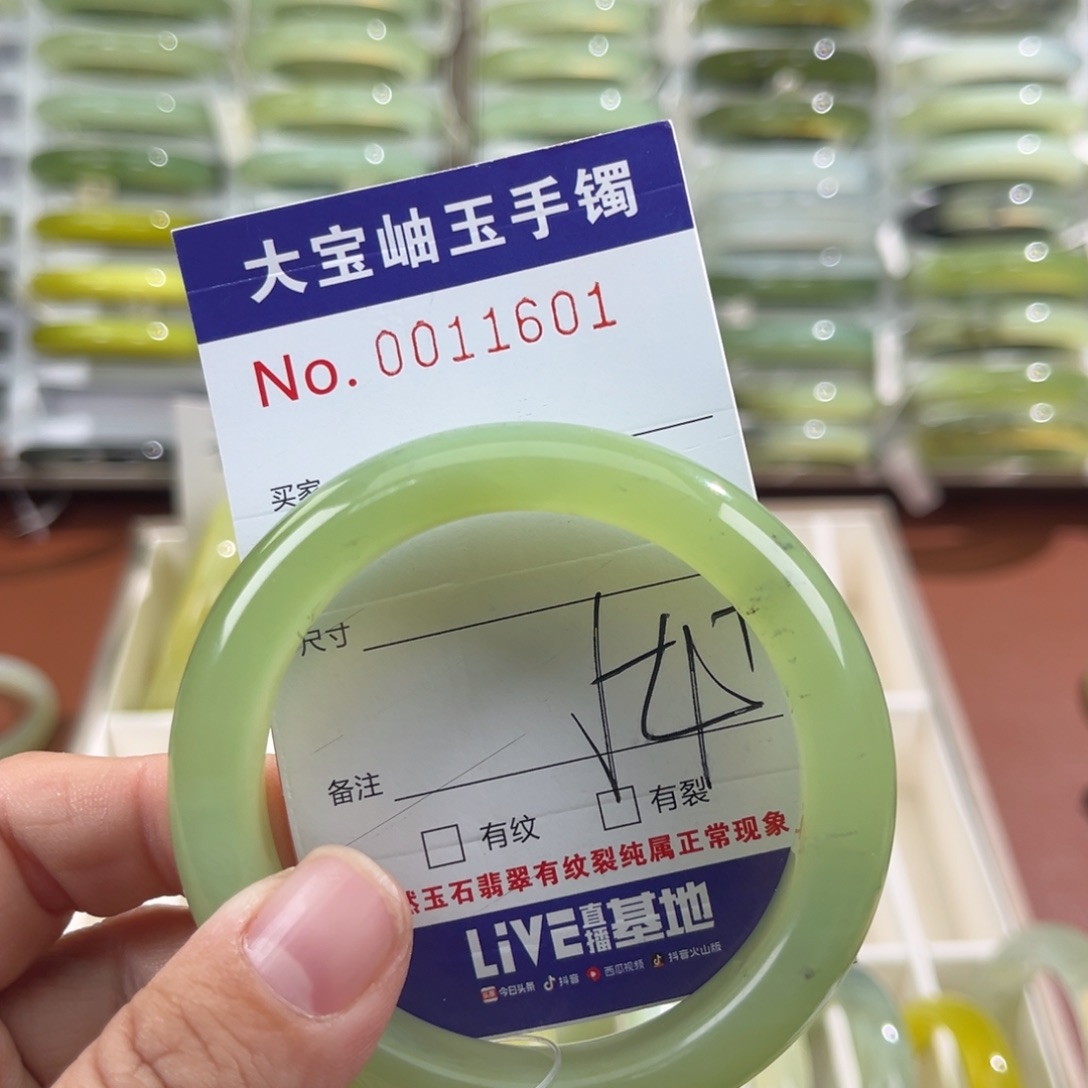 大宝岫玉手镯
No. 0011601
买家
尺寸
备注
有纹 有裂
然玉石翡翠有纹裂纯属正常现象
LiVE直播基地
今日头条 抖音 西瓜视频 抖音火山版